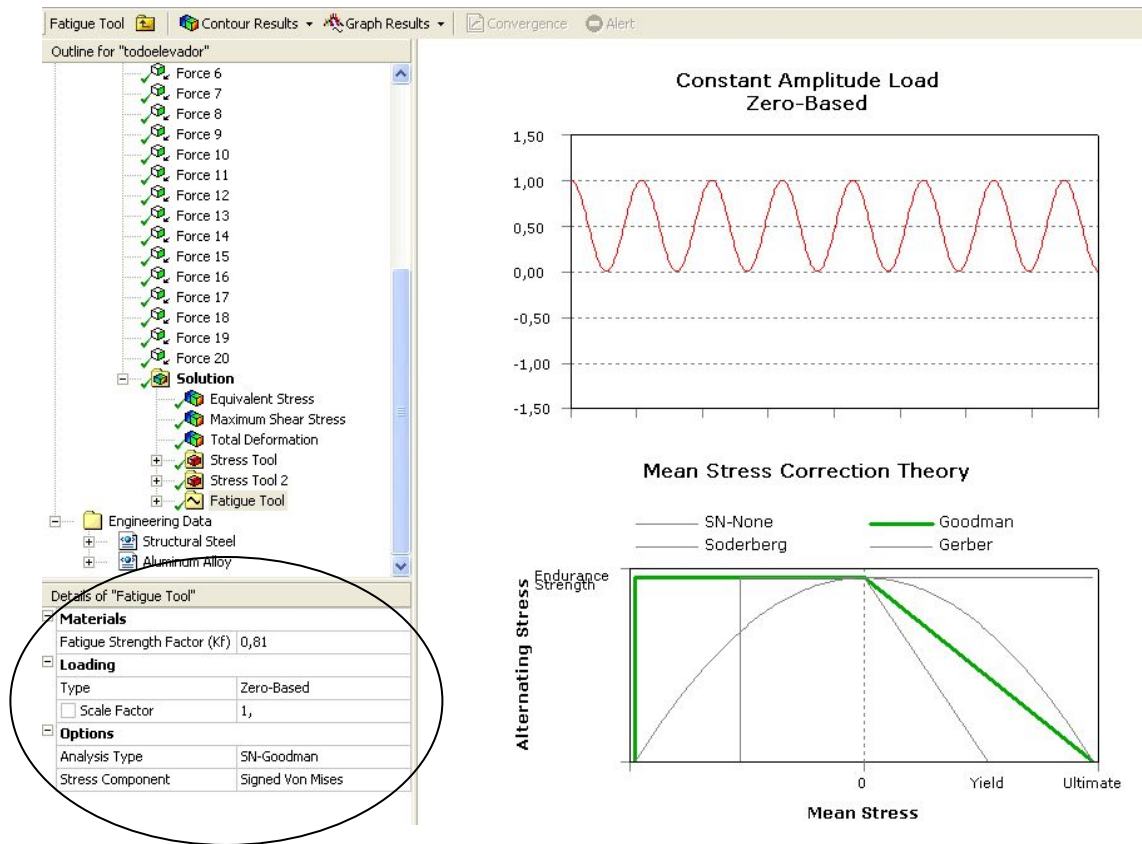 Fatigue Tool Contour Results Graph Results Convergence Alert
Outline for "todoelevador"
Force 6
Force 7
Force 8
Force 9
Force 10
Force 11
Force 12
Force 13
Force 14
Force 15
Force 16
Force 17
Force 18
Force 19
Force 20
Solution
Equivalent Stress
Maximum Shear Stress
Total Deformation
Stress Tool
Stress Tool 2
Fatigue Tool
Engineering Data
Structural Steel
Aluminum Alloy
Details of "Fatigue Tool"
Materials
Fatigue Strength Factor (Kf) 0,81
Loading
Type Zero-Based
Scale Factor 1,
Options
Analysis Type SN-Goodman
Stress Component Signed Von Mises
Constant Amplitude Load
Zero-Based
1,50
1,00
0,50
0,00
-0,50
-1,00
-1,50
Mean Stress Correction Theory
SN-None Goodman
Soderberg Gerber
Endurance
Strength
Alternating Stress
0 Yield Ultimate
Mean Stress